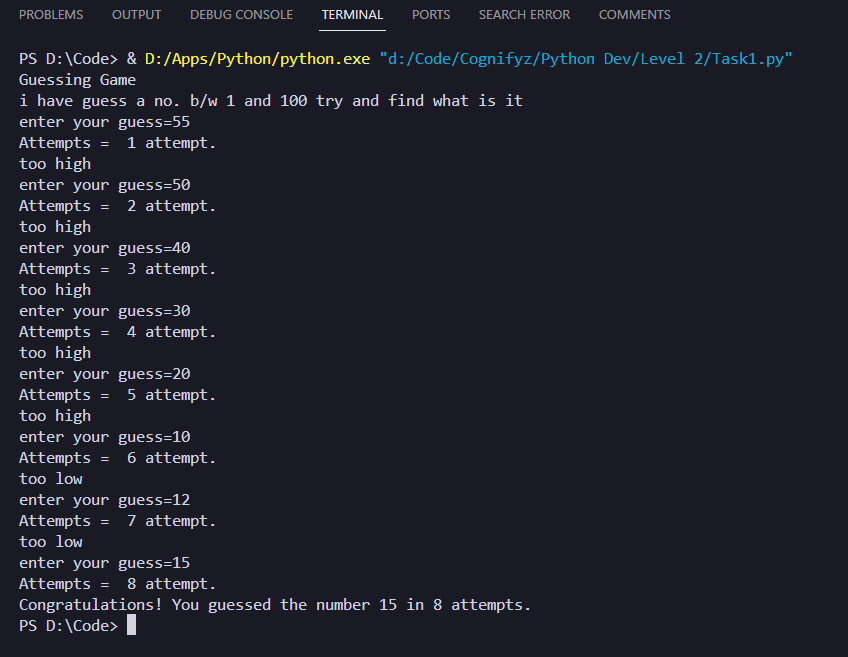 PROBLEMS OUTPUT DEBUG CONSOLE TERMINAL PORTS SEARCH ERROR COMMENTS
PS D:\Code> & D:/Apps/Python/python.exe "d:/Code/Cognifyz/Python Dev/Level 2/Task1.py"
Guessing Game
i have guess a no. b/w 1 and 100 try and find what is it
enter your guess=55
Attempts =  1 attempt.
too high
enter your guess=50
Attempts =  2 attempt.
too high
enter your guess=40
Attempts =  3 attempt.
too high
enter your guess=30
Attempts =  4 attempt.
too high
enter your guess=20
Attempts =  5 attempt.
too high
enter your guess=10
Attempts =  6 attempt.
too low
enter your guess=12
Attempts =  7 attempt.
too low
enter your guess=15
Attempts =  8 attempt.
Congratulations! You guessed the number 15 in 8 attempts.
PS D:\Code>